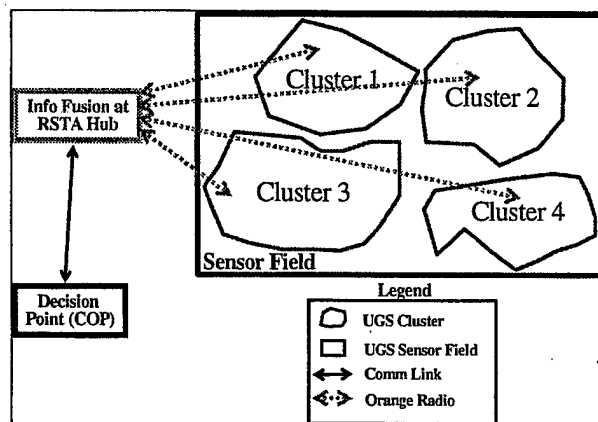 Cluster 1
Cluster 2
Info Fusion at
RSTA Hub
Cluster 3
Cluster 4
Sensor Field
Decision
Point (COP)
Legend
UGS Cluster
UGS Sensor Field
Comm Link
Orange Radio